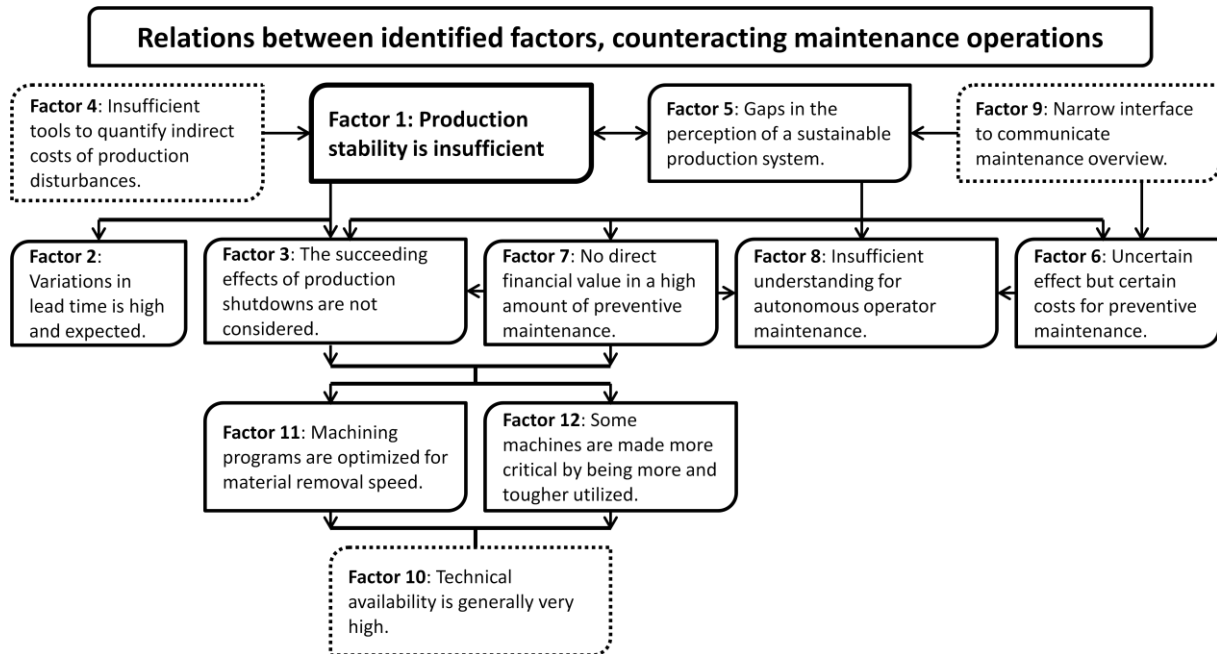 Relations between identified factors, counteracting maintenance operations
Factor 4: Insufficient
tools to quantify indirect
costs of production
disturbances.
Factor 1: Production
stability is insufficient
Factor 5: Gaps in the
perception of a sustainable
production system.
Factor 9: Narrow interface
to communicate
maintenance overview.
Factor 2:
Variations in
lead time is high
and expected.
Factor 3: The succeeding
effects of production
shutdowns are not
considered.
Factor 7: No direct
financial value in a high
amount of preventive
maintenance.
Factor 8: Insufficient
understanding for
autonomous operator
maintenance.
Factor 6: Uncertain
effect but certain
costs for preventive
maintenance.
Factor 11: Machining
programs are optimized for
material removal speed.
Factor 12: Some
machines are made more
critical by being more and
tougher utilized.
Factor 10: Technical
availability is generally very
high.